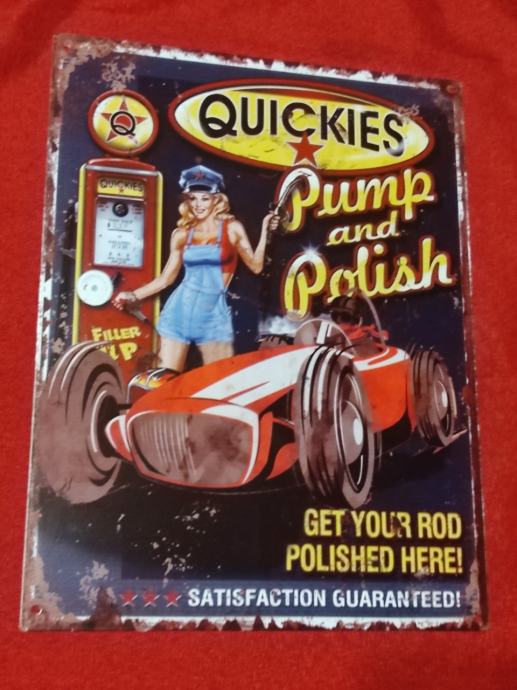 Q
QUICKIES
QUICKIES
Pump
and
Polish
FILLER
UP
GET YOUR ROD
POLISHED HERE!
SATISFACTION GUARANTEED!